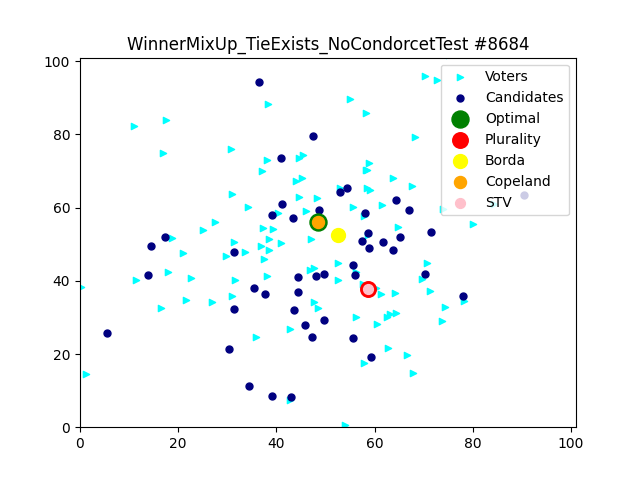 WinnerMixUp_TieExists_NoCondorcetTest #8684
100
80
60
40
20
0
0 20 40 60 80 100
Voters
Candidates
Optimal
Plurality
Borda
Copeland
STV